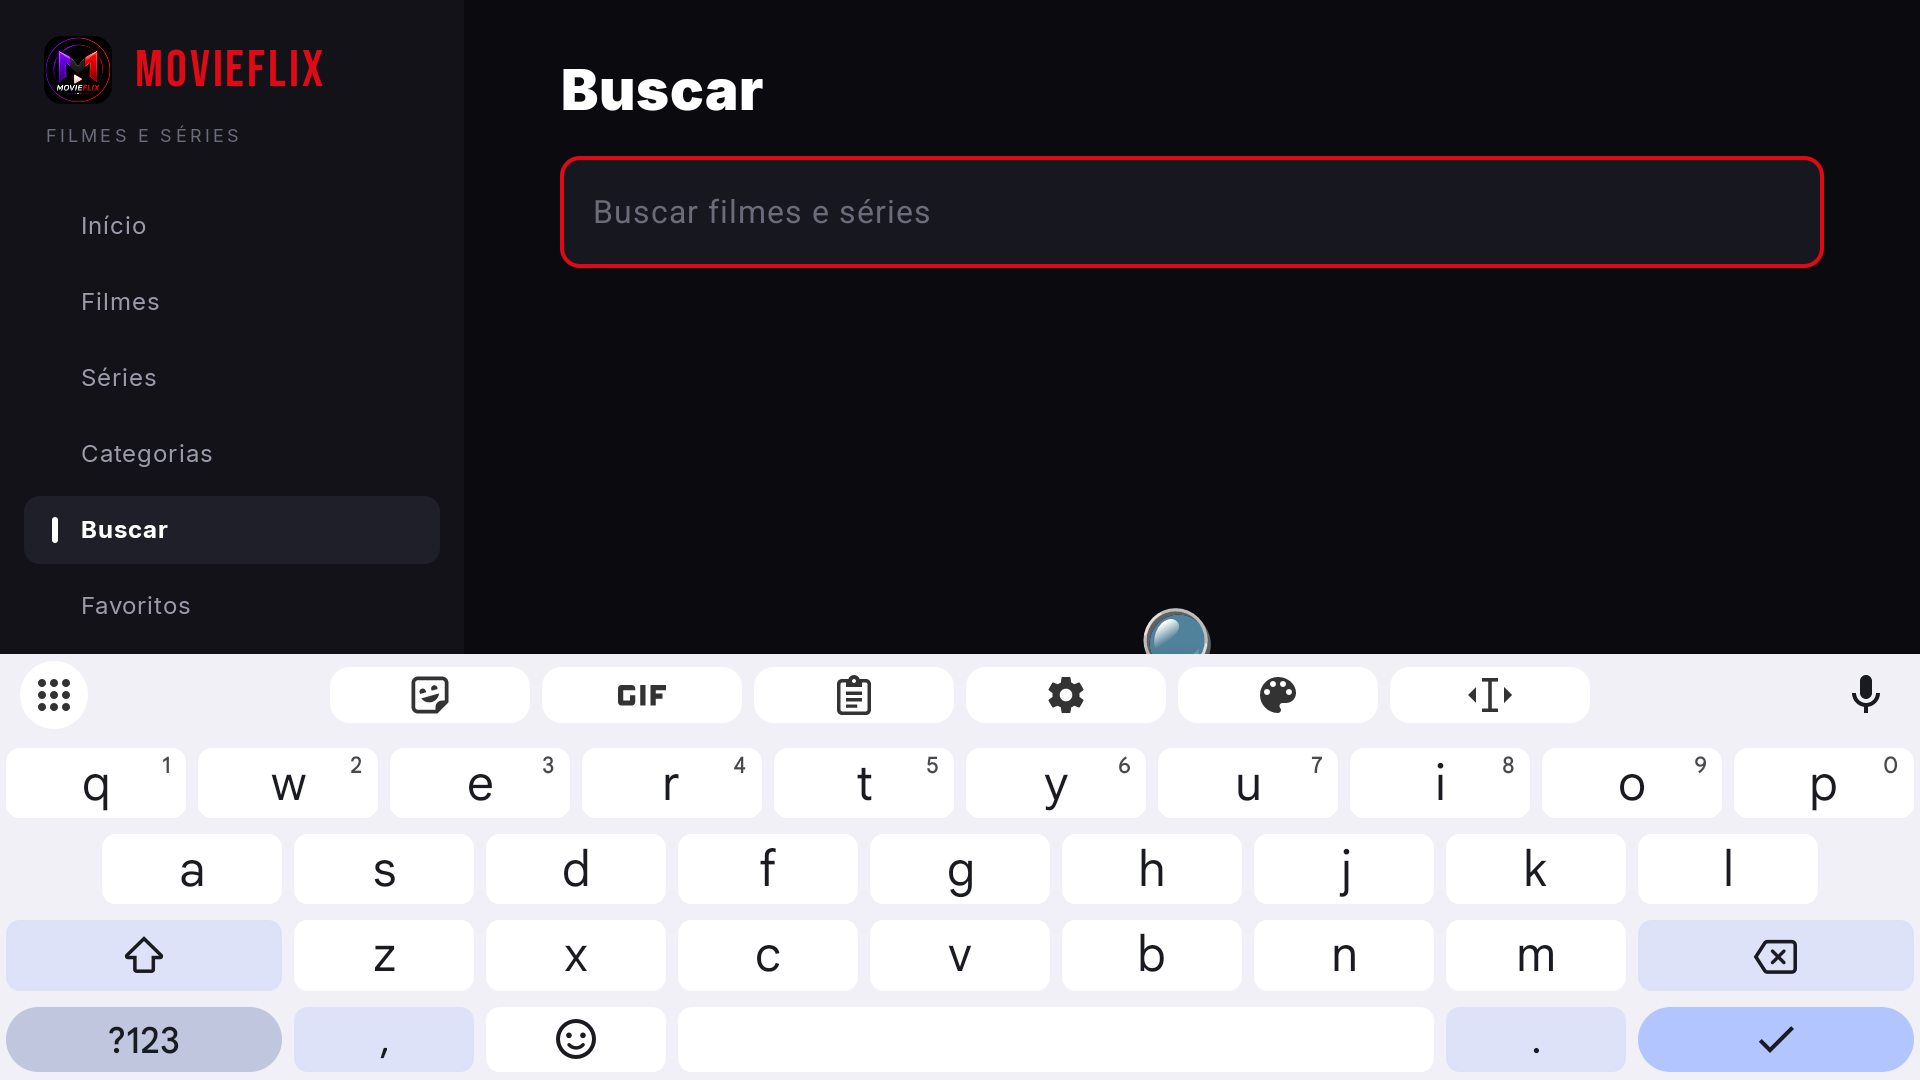 MOVIEFLIX
MOVIEFLIX
FILMES E SÉRIES
Início
Filmes
Séries
Categorias
Buscar
Favoritos
Buscar
Buscar filmes e séries
GIF
q 1 w 2 e 3 r 4 t 5 y 6 u 7 i 8 o 9 p 0
a s d f g h j k l
z x c v b n m
?123 , .